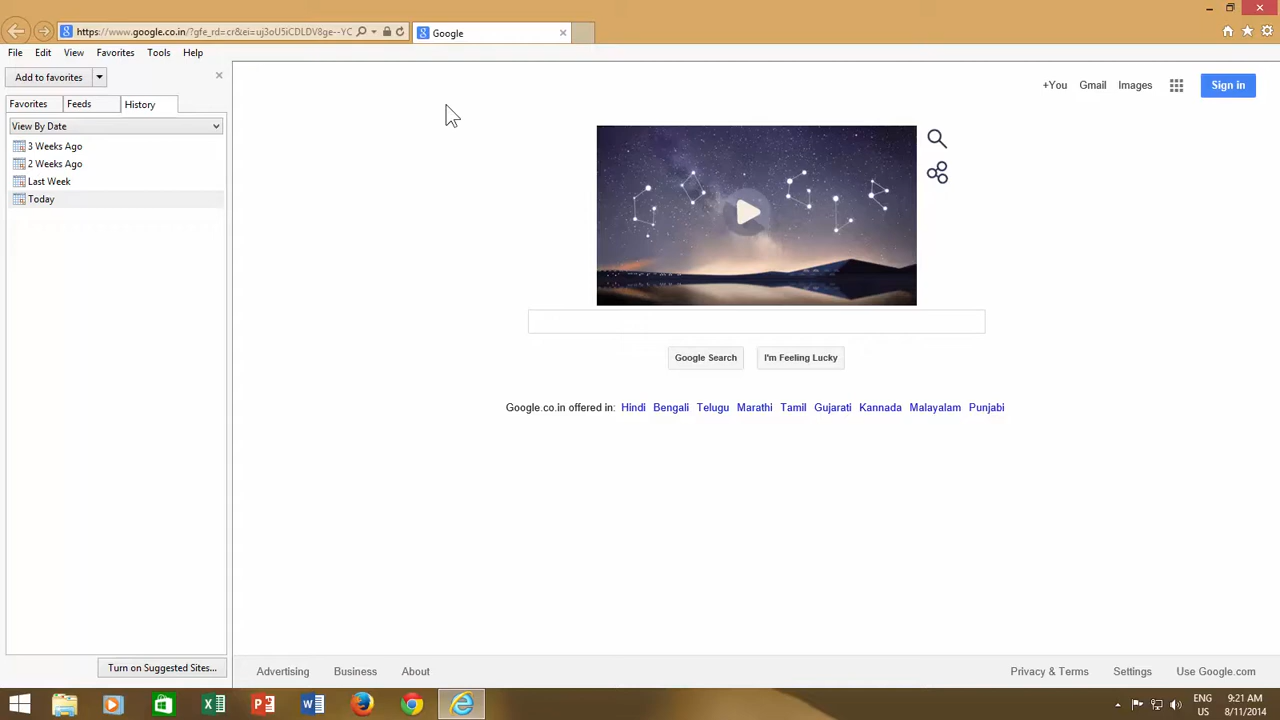 https://www.google.co.in/?gfe_rd=cr&ei=uj3oU5iCDLDV8ge--YC
Google
File Edit View Favorites Tools Help
Add to favorites
Favorites Feeds History
View By Date
3 Weeks Ago
2 Weeks Ago
Last Week
Today
Turn on Suggested Sites...
+You Gmail Images Sign in
Google Search I'm Feeling Lucky
Google.co.in offered in: Hindi Bengali Telugu Marathi Tamil Gujarati Kannada Malayalam Punjabi
Advertising Business About Privacy & Terms Settings Use Google.com
ENG 9:21 AM
US 8/11/2014